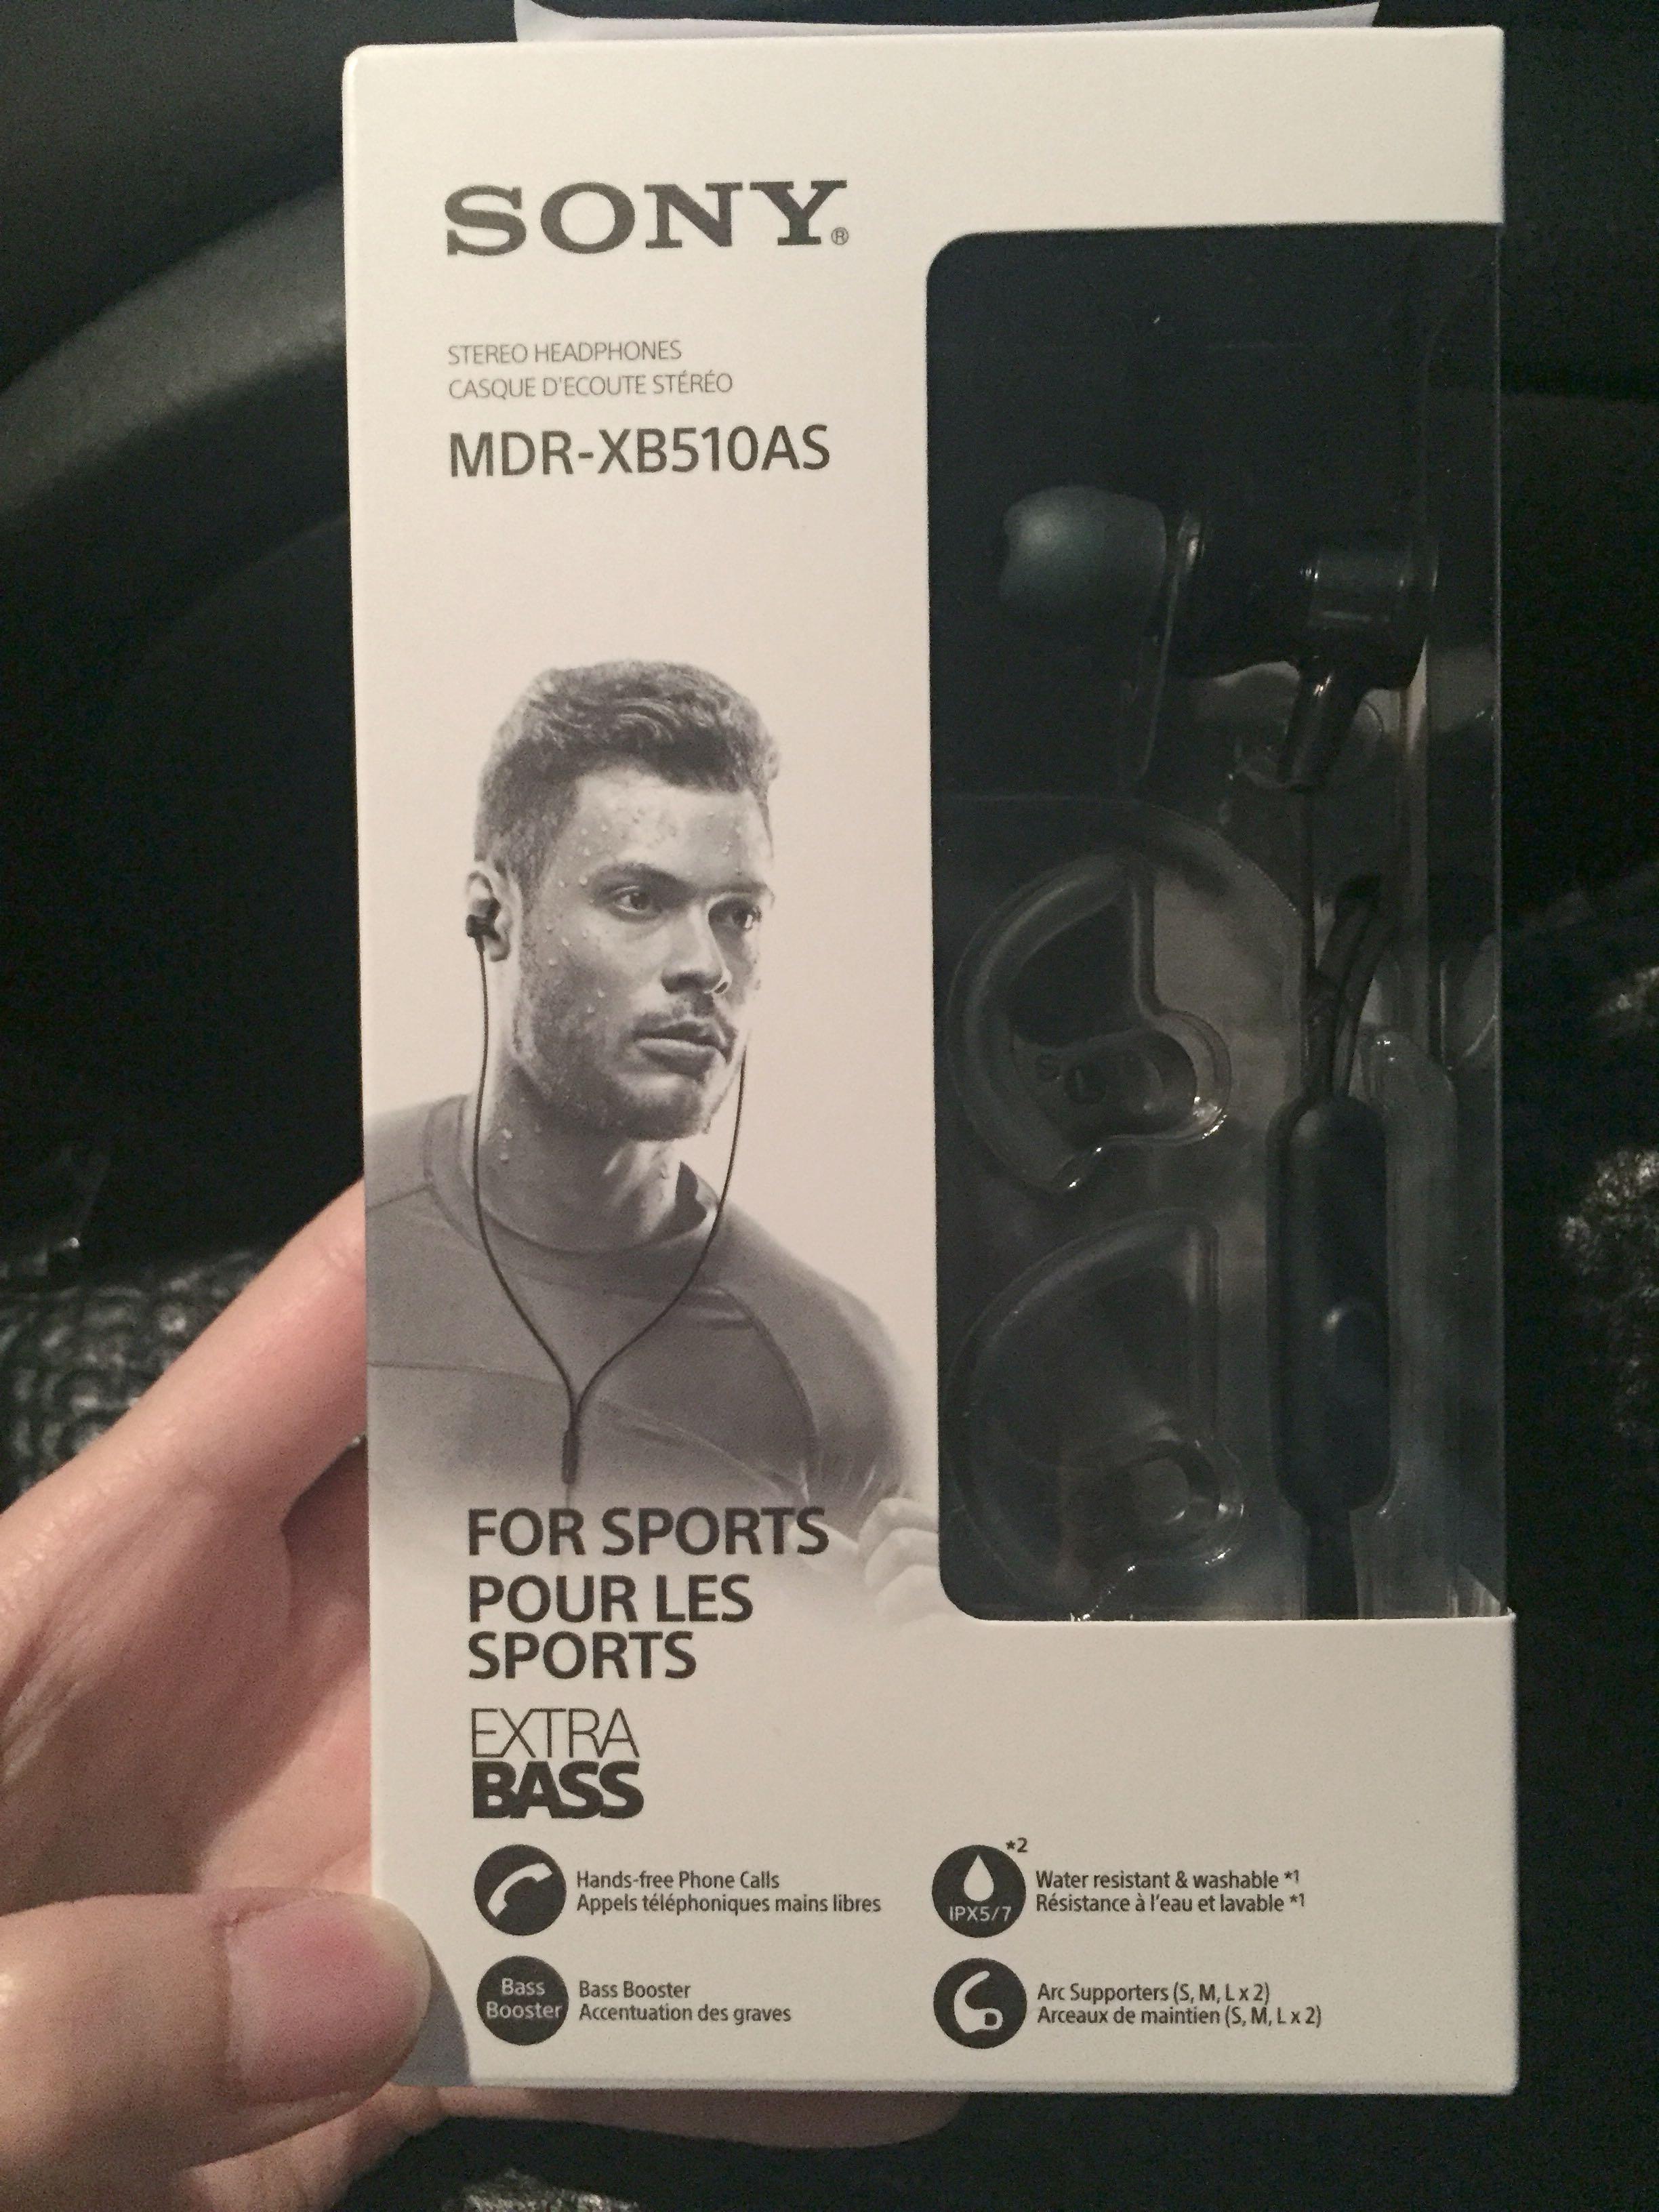 SONY®
STEREO HEADPHONES
CASQUE D'ECOUTE STÉRÉO
MDR-XB510AS
S L
FOR SPORTS
POUR LES
SPORTS
EXTRA
BASS
Hands-free Phone Calls
Appels téléphoniques mains libres
*2
IPX5/7
Water resistant & washable *1
Résistance à l'eau et lavable *1
Bass
Booster
Bass Booster
Accentuation des graves
Arc Supporters (S, M, L x 2)
Arceaux de maintien (S, M, L x 2)